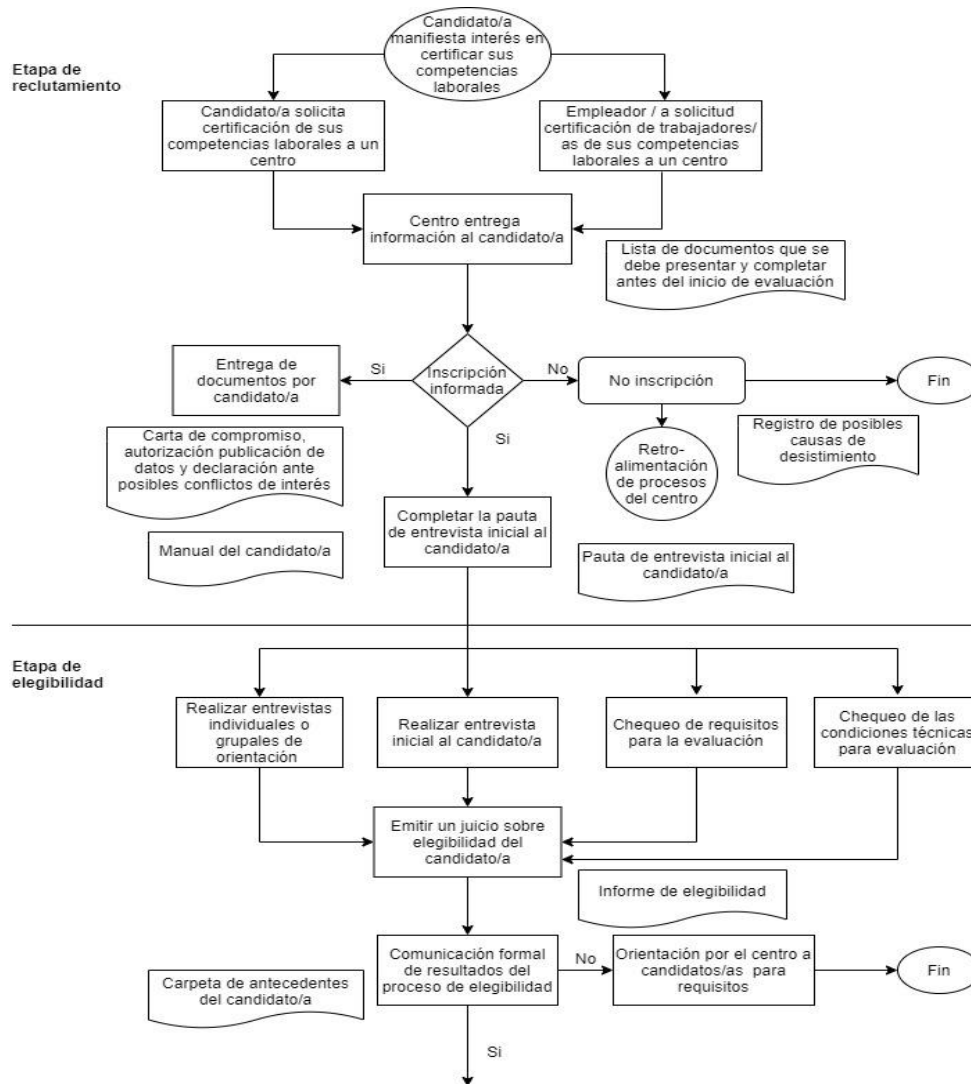 Candidato/a
manifiesta interés en
certificar sus
competencias
laborales
Etapa de
reclutamiento
Candidato/a solicita
certificación de sus
competencias laborales a un
centro
Empleador / a solicitud
certificación de trabajadores/
as de sus competencias
laborales a un centro
Centro entrega
información al candidato/a
Lista de documentos que se
debe presentar y completar
antes del inicio de evaluación
Entrega de
documentos por
candidato/a
Si
Inscripción
informada
No
No inscripción
Fin
Carta de compromiso,
autorización publicación de
datos y declaración ante
posibles conflictos de interés
Si
Retro-
alimentación
de procesos
del centro
Registro de posibles
causas de
desistimiento
Completar la pauta
de entrevista inicial al
candidato/a
Manual del candidato/a
Pauta de entrevista inicial al
candidato/a
Etapa de
elegibilidad
Realizar entrevistas
individuales o
grupales de
orientación
Realizar entrevista
inicial al candidato/a
Chequeo de requisitos
para la evaluación
Chequeo de las
condiciones técnicas
para evaluación
Emitir un juicio sobre
elegibilidad del
candidato/a
Informe de elegibilidad
Comunicación formal
de resultados del
proceso de elegibilidad
No
Orientación por el centro a
candidatos/as para
requisitos
Fin
Carpeta de antecedentes
del candidato/a
Si